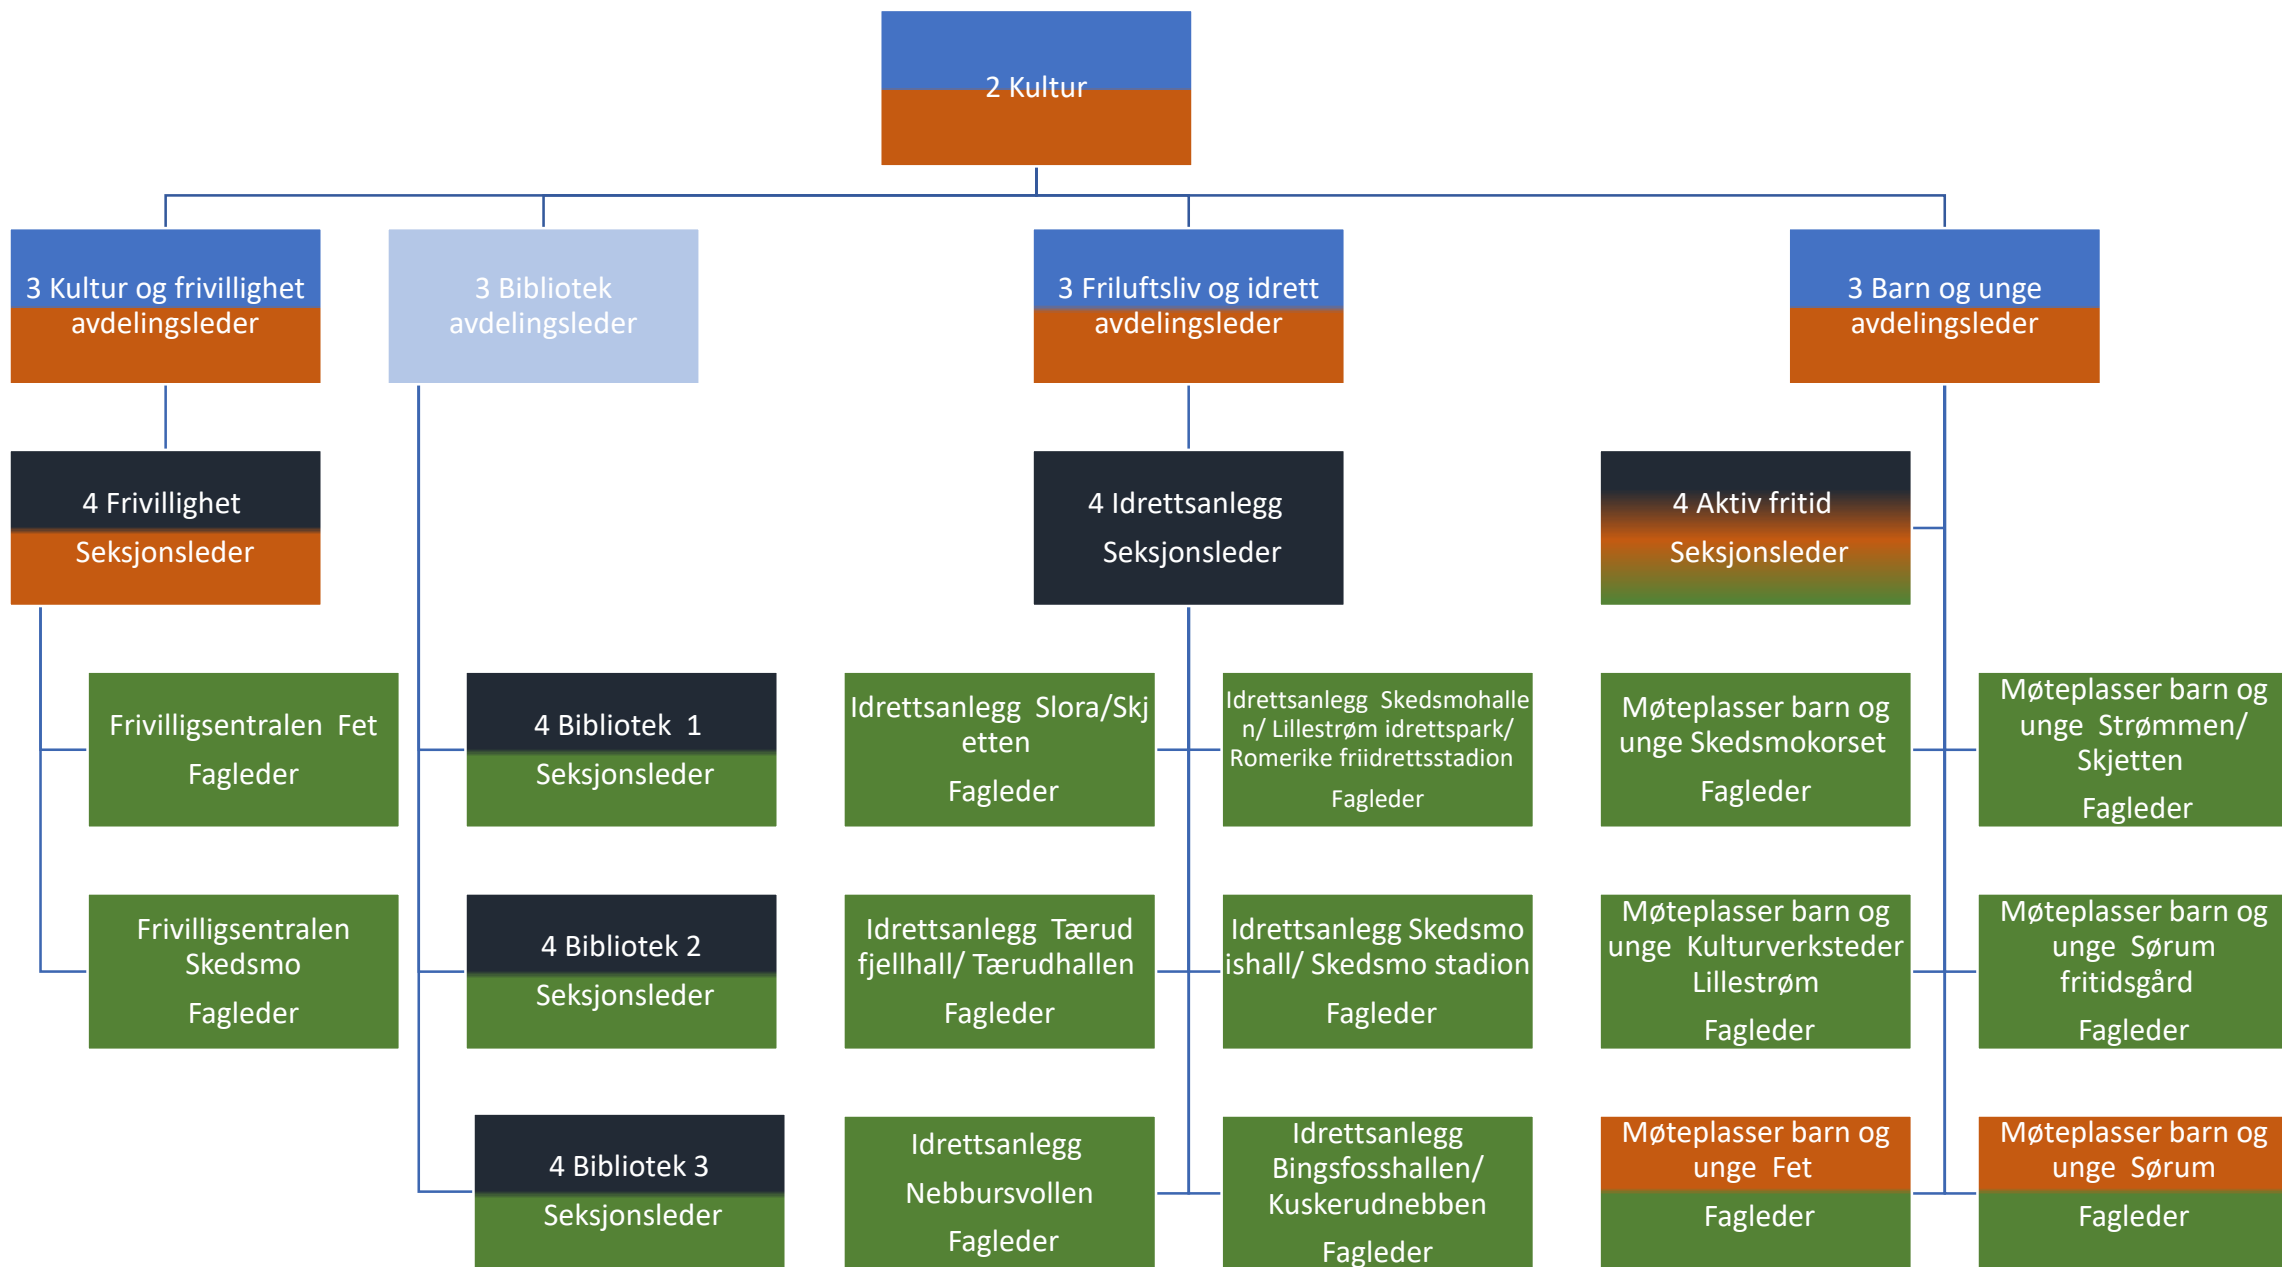 2 Kultur
3 Kultur og frivillighet
avdelingsleder
3 Bibliotek
avdelingsleder
3 Friluftsliv og idrett
avdelingsleder
3 Barn og unge
avdelingsleder
4 Frivillighet
Seksjonsleder
4 Idrettsanlegg
Seksjonsleder
4 Aktiv fritid
Seksjonsleder
Frivilligsentralen Fet
Fagleder
4 Bibliotek 1
Seksjonsleder
Idrettsanlegg Slora/Skj
etten
Fagleder
Idrettsanlegg Skedsmohalle
n/ Lillestrøm idrettspark/
Romerike friidrettsstadion
Fagleder
Møteplasser barn og
unge Skedsmokorset
Fagleder
Møteplasser barn og
unge Strømmen/
Skjetten
Fagleder
Frivilligsentralen
Skedsmo
Fagleder
4 Bibliotek 2
Seksjonsleder
Idrettsanlegg Tærud
fjellhall/ Tærudhallen
Fagleder
Idrettsanlegg Skedsmo
ishall/ Skedsmo stadion
Fagleder
Møteplasser barn og
unge Kulturverksteder
Lillestrøm
Fagleder
Møteplasser barn og
unge Sørum
fritidsgård
Fagleder
4 Bibliotek 3
Seksjonsleder
Idrettsanlegg
Nebbursvollen
Fagleder
Idrettsanlegg
Bingsfosshallen/
Kuskerudnebben
Fagleder
Møteplasser barn og
unge Fet
Fagleder
Møteplasser barn og
unge Sørum
Fagleder